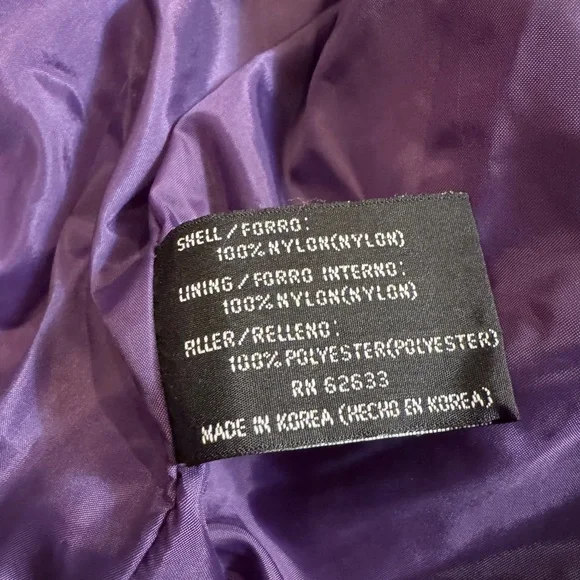 SHELL/FORRO:
100%NYLON(NYLON)
LINING/FORRO INTERNO:
100%NYLON(NYLON)
FILLER/RELLENO:
100%POLYESTER(POLYESTER)
RN 62633
MADE IN KOREA (HECHO EN KOREA)